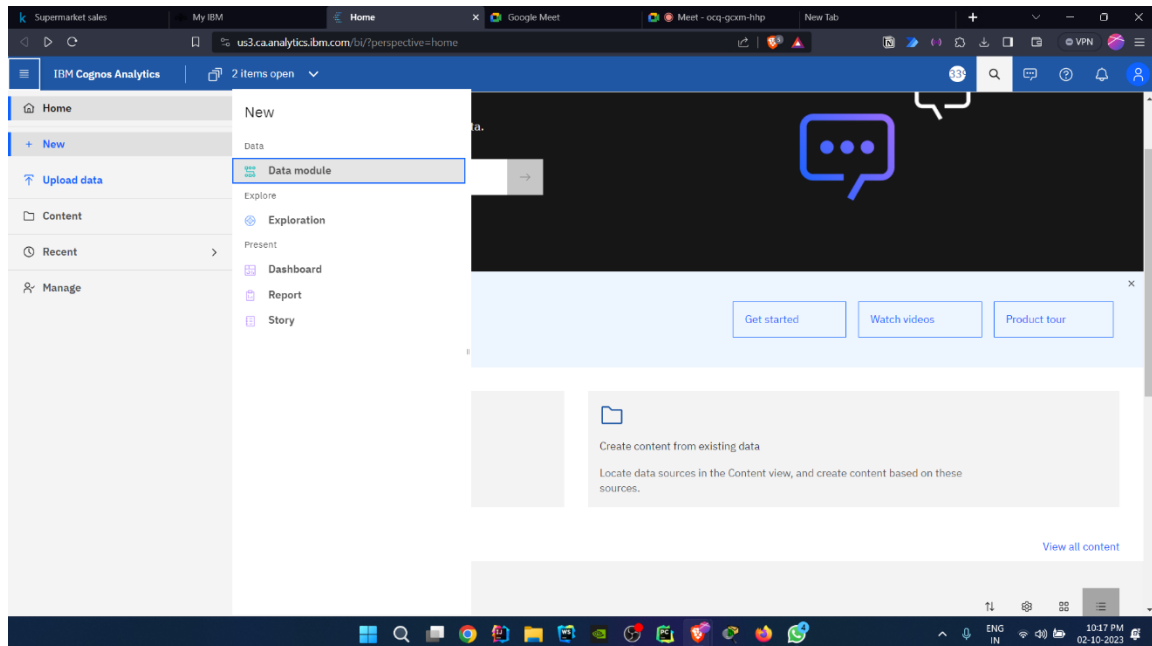 Supermarket sales
My IBM
Home
Google Meet
Meet - ocq-gcxm-hhp
New Tab
us3.ca.analytics.ibm.com/bi/?perspective=home
VPN
IBM Cognos Analytics
2 items open
Home
New
Upload data
Content
Recent
Manage
New
Data
Data module
Explore
Exploration
Present
Dashboard
Report
Story
ta.
Get started
Watch videos
Product tour
Create content from existing data
Locate data sources in the Content view, and create content based on these
sources.
View all content
ENG
IN
10:17 PM
02-10-2023